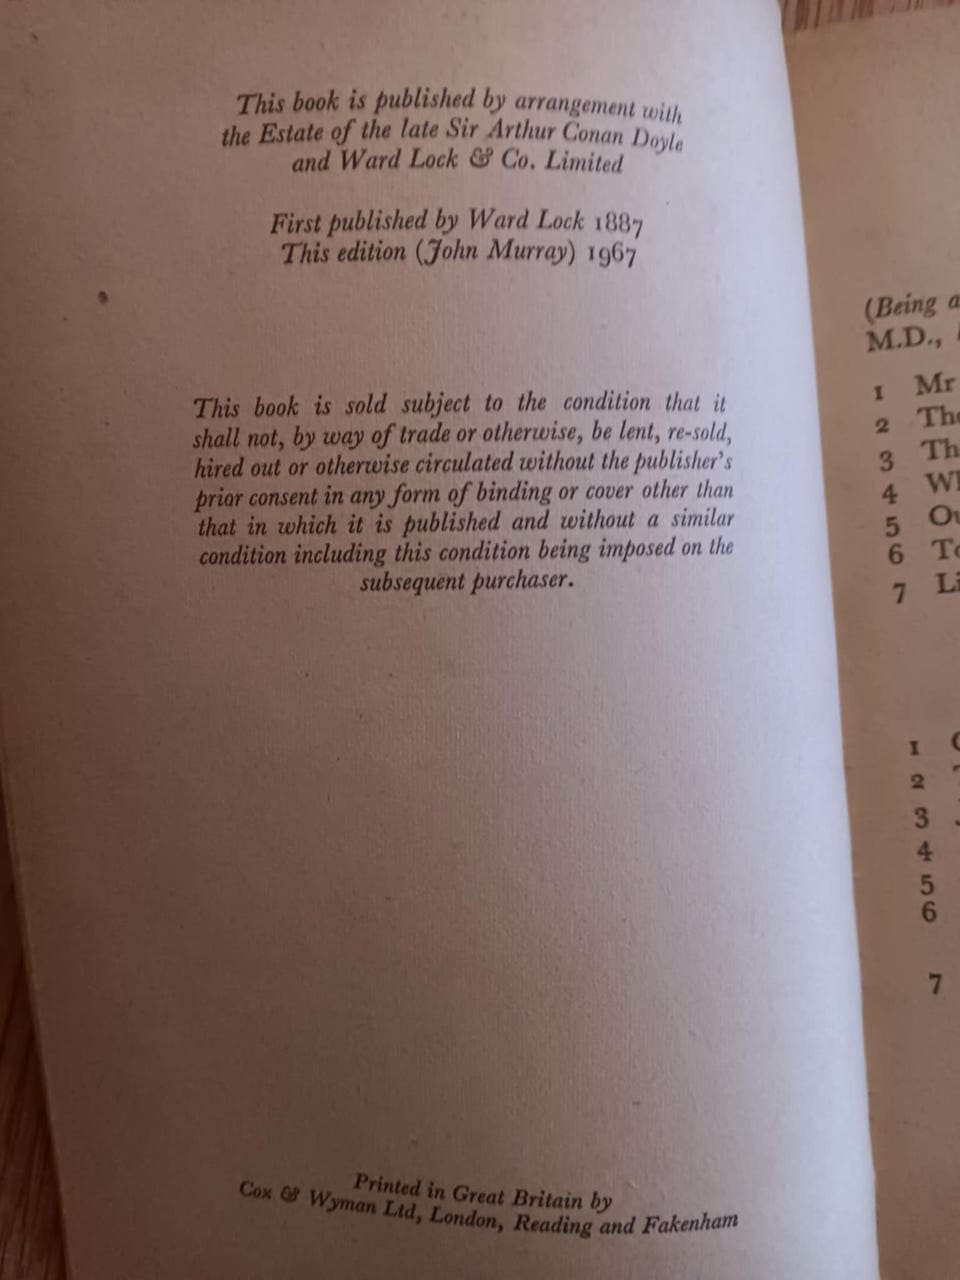 This book is published by arrangement with
the Estate of the late Sir Arthur Conan Doyle
and Ward Lock & Co. Limited
First published by Ward Lock 1887
This edition (John Murray) 1967
This book is sold subject to the condition that it
shall not, by way of trade or otherwise, be lent, re-sold,
hired out or otherwise circulated without the publisher's
prior consent in any form of binding or cover other than
that in which it is published and without a similar
condition including this condition being imposed on the
subsequent purchaser.
Printed in Great Britain by
Cox & Wyman Ltd, London, Reading and Fakenham
(Being a
M.D.,
1 Mr
2
3
4
5
6
7
1
2
3
4
5
6
7